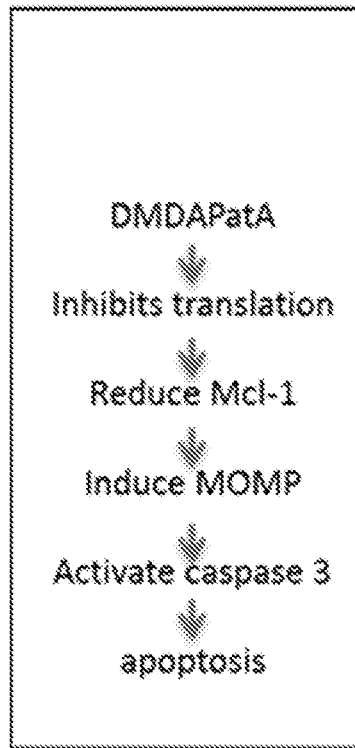 DMDAPatA
Inhibits translation
Reduce Mcl-1
Induce MOMP
Activate caspase 3
apoptosis